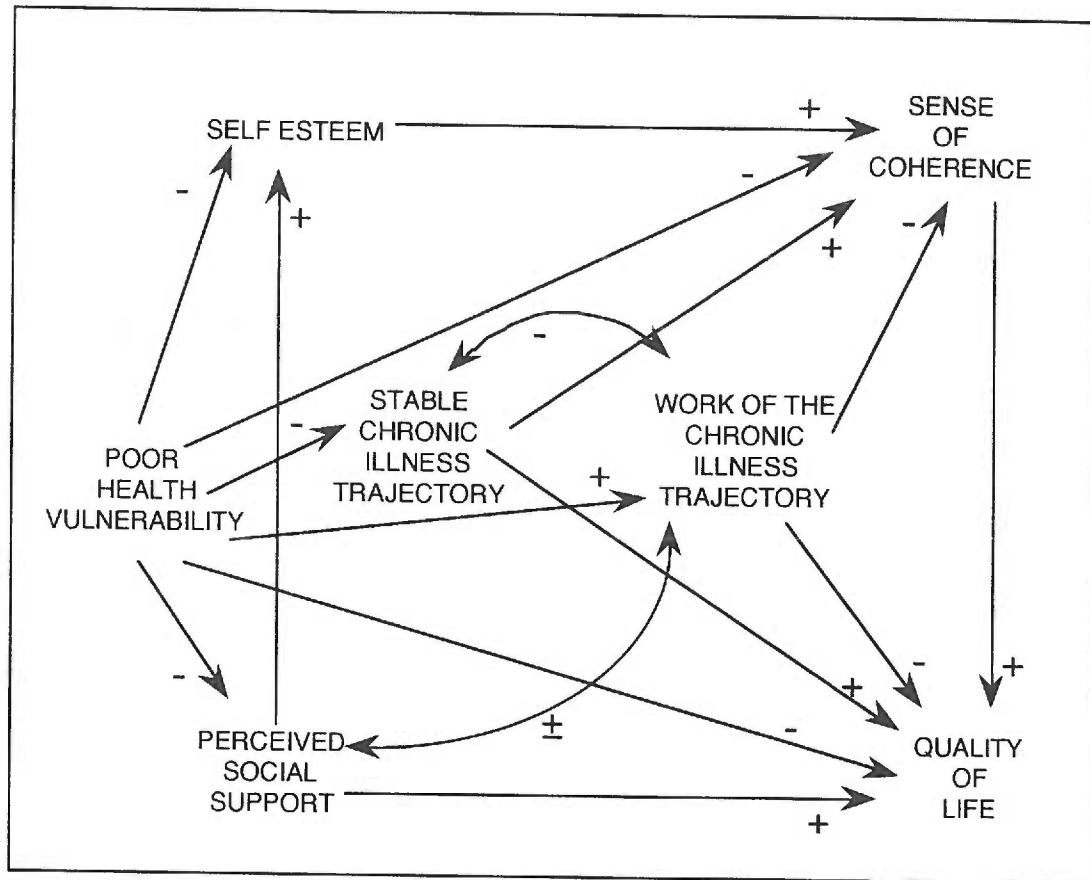 SELF ESTEEM
+
SENSE
OF
COHERENCE
-
+
-
+
-
-
STABLE
CHRONIC
ILLNESS
TRAJECTORY
WORK OF THE
CHRONIC
ILLNESS
TRAJECTORY
-
POOR
HEALTH
VULNERABILITY
+
-
±
+
-
+
-
PERCEIVED
SOCIAL
SUPPORT
+
QUALITY
OF
LIFE